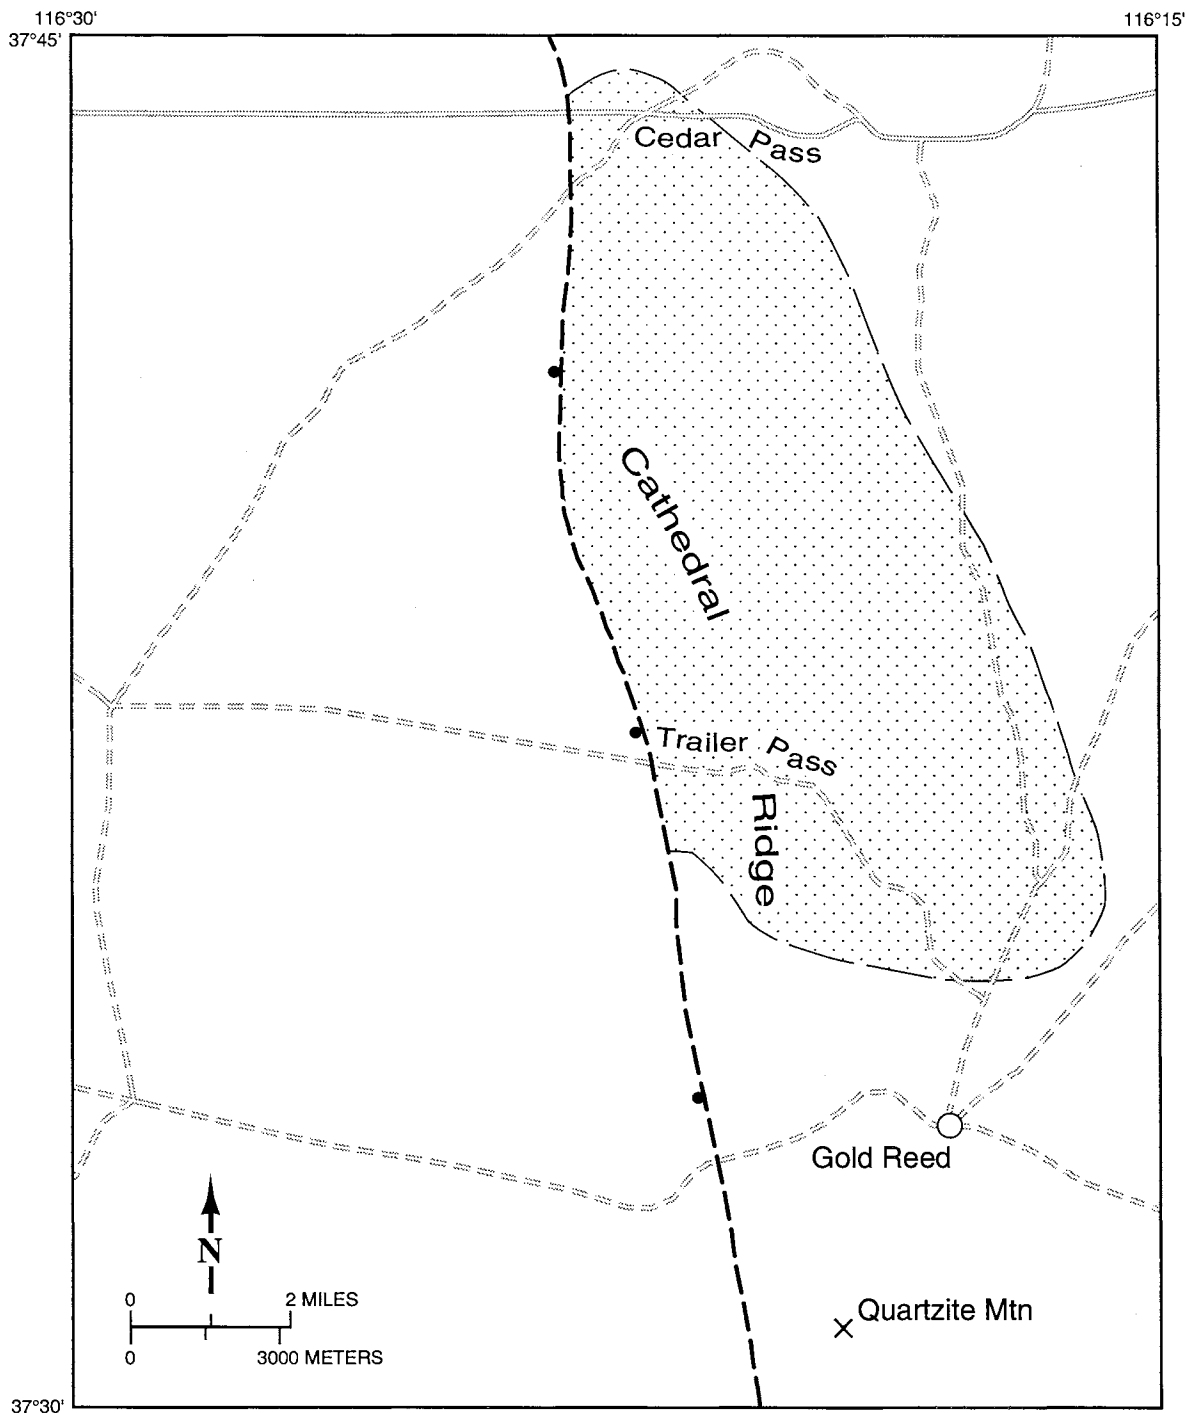 116°30'
116°15'
37°45'
Cedar Pass
Cathedral
Trailer Pass
Ridge
Gold Reed
N
0 2 MILES
Quartzite Mtn
0 3000 METERS
37°30'